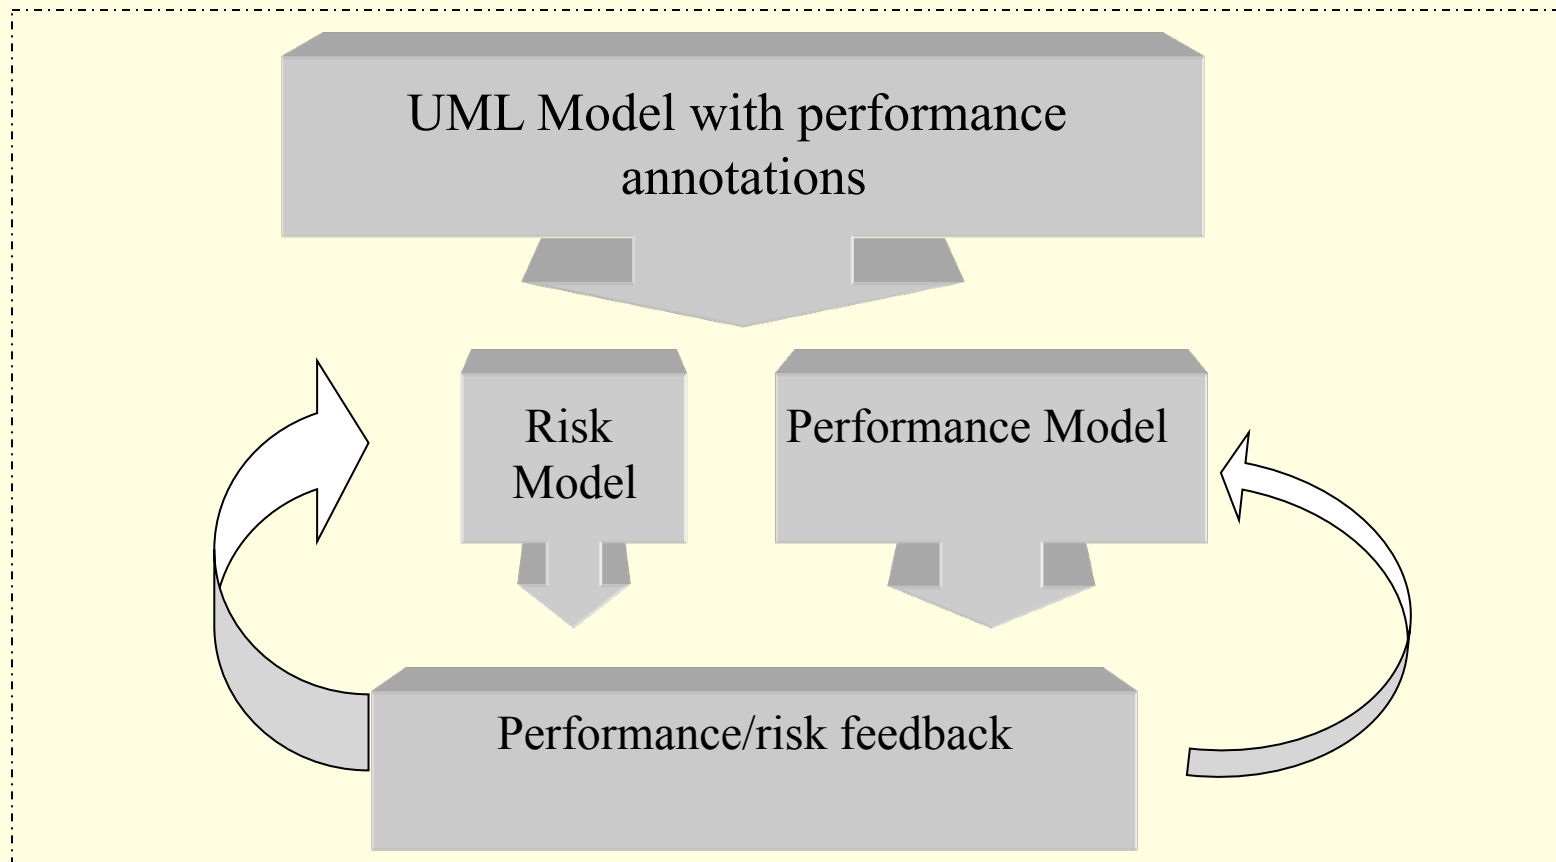 UML Model with performance
annotations
Risk
Model
Performance Model
Performance/risk feedback